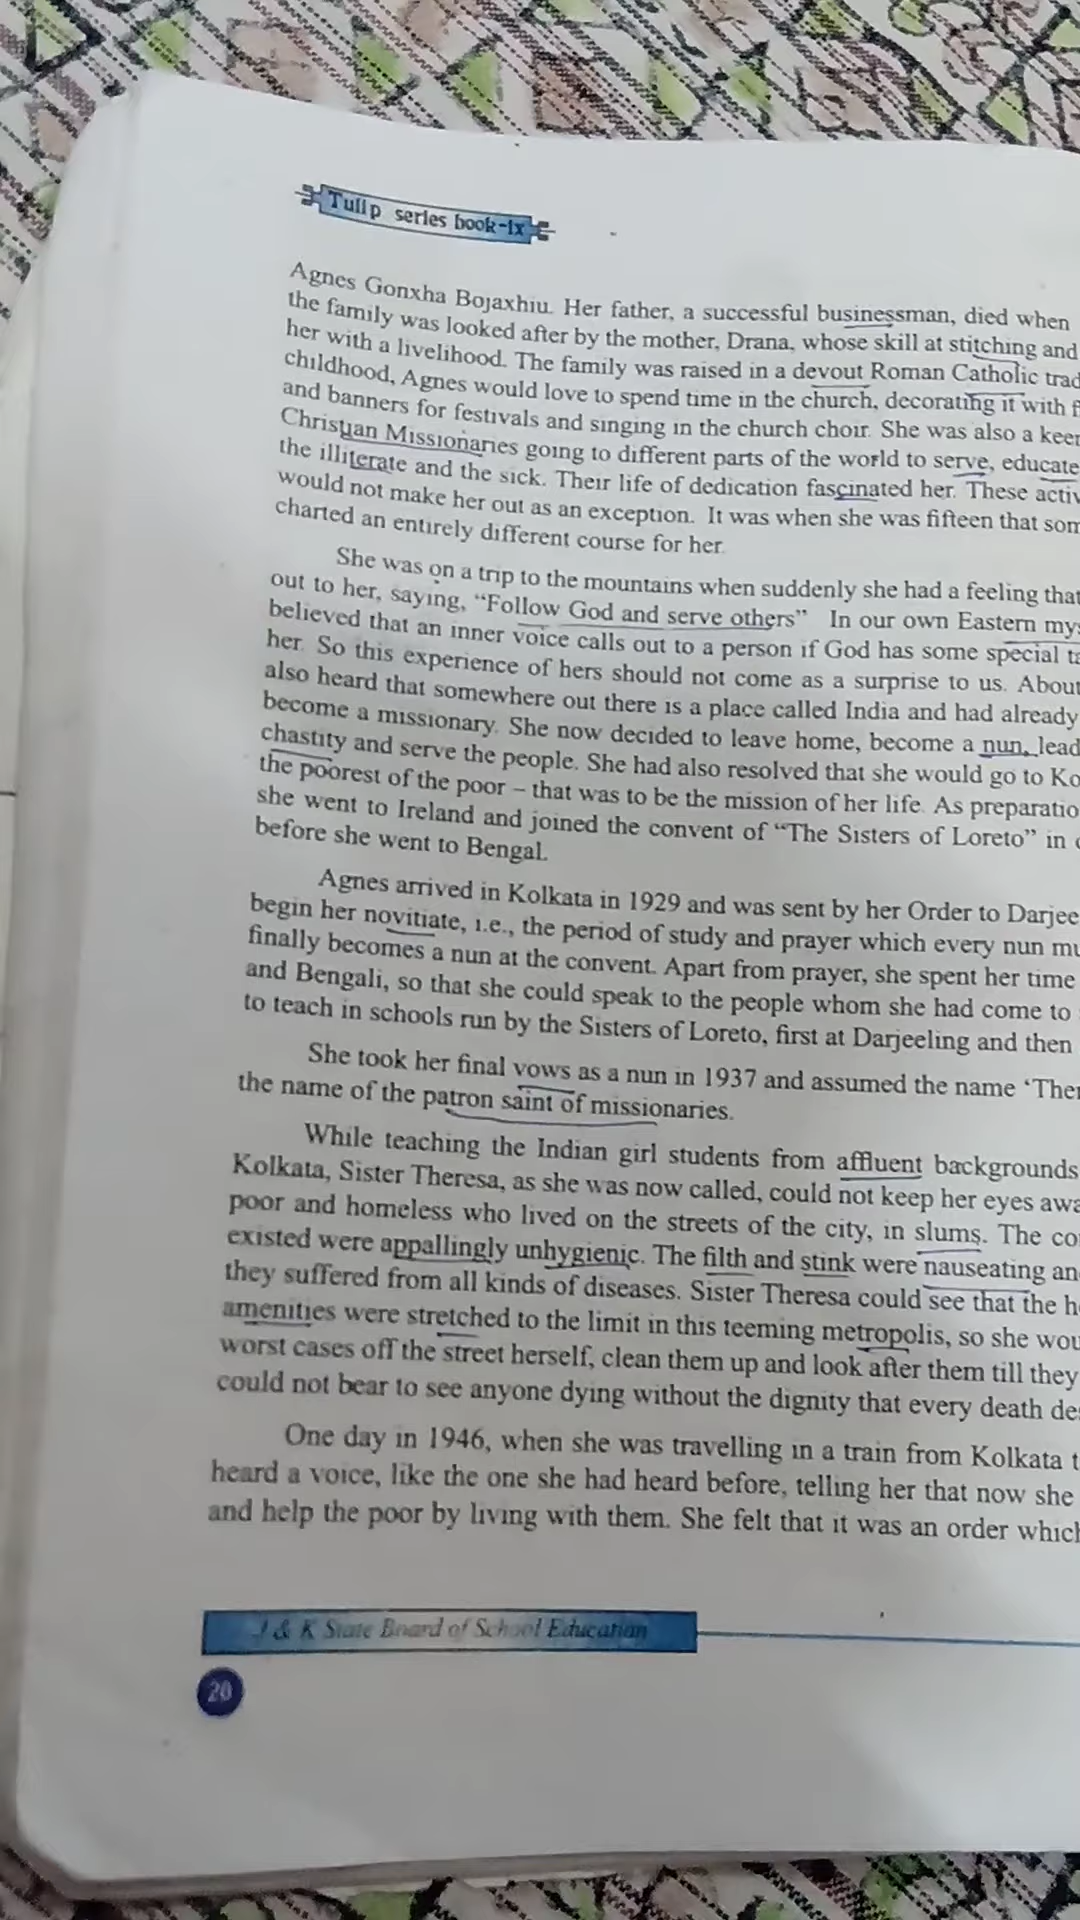 Tulip series book-ix
Agnes Gonxha Bojaxhiu. Her father, a successful businessman, died when
the family was looked after by the mother, Drana, whose skill at stitching and
her with a livelihood. The family was raised in a devout Roman Catholic trad
childhood, Agnes would love to spend time in the church, decorating it with f
and banners for festivals and singing in the church choir. She was also a keen
Christian Missionaries going to different parts of the world to serve, educate
the illiterate and the sick. Their life of dedication fascinated her. These activ
would not make her out as an exception. It was when she was fifteen that som
charted an entirely different course for her.
She was on a trip to the mountains when suddenly she had a feeling that
out to her, saying, “Follow God and serve others” In our own Eastern mys
believed that an inner voice calls out to a person if God has some special ta
her. So this experience of hers should not come as a surprise to us. About
also heard that somewhere out there is a place called India and had already
become a missionary. She now decided to leave home, become a nun, lead
chastity and serve the people. She had also resolved that she would go to Ko
the poorest of the poor – that was to be the mission of her life. As preparatio
she went to Ireland and joined the convent of “The Sisters of Loreto” in
before she went to Bengal.
Agnes arrived in Kolkata in 1929 and was sent by her Order to Darjee
begin her novitiate, i.e., the period of study and prayer which every nun mu
finally becomes a nun at the convent. Apart from prayer, she spent her time
and Bengali, so that she could speak to the people whom she had come to
to teach in schools run by the Sisters of Loreto, first at Darjeeling and then
She took her final vows as a nun in 1937 and assumed the name ‘Ther
the name of the patron saint of missionaries.
While teaching the Indian girl students from affluent backgrounds
Kolkata, Sister Theresa, as she was now called, could not keep her eyes awa
poor and homeless who lived on the streets of the city, in slums. The co
existed were appallingly unhygienic. The filth and stink were nauseating an
they suffered from all kinds of diseases. Sister Theresa could see that the h
amenities were stretched to the limit in this teeming metropolis, so she wou
worst cases off the street herself, clean them up and look after them till they
could not bear to see anyone dying without the dignity that every death de
One day in 1946, when she was travelling in a train from Kolkata t
heard a voice, like the one she had heard before, telling her that now she
and help the poor by living with them. She felt that it was an order which
J & K State Board of School Education
20